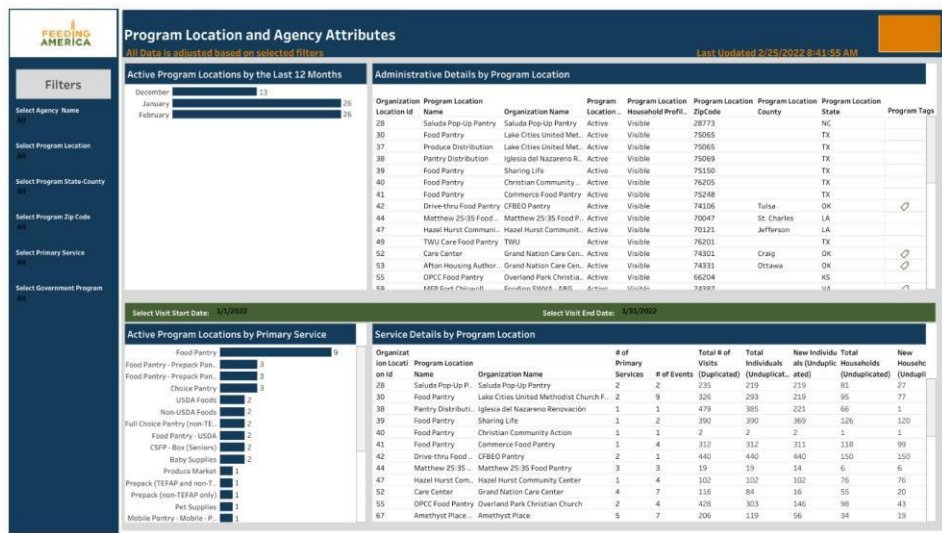 FEEDING
AMERICA
Program Location and Agency Attributes
All Data is adjusted based on selected filters
Last Updated 2/25/2022 8:41:55 AM
Filters
Select Agency Name
All
Select Program Location
All
Select Program State-County
All
Select Program Zip Code
All
Select Primary Service
All
Select Government Program
All
Active Program Locations by the Last 12 Months
December 13
January 26
February 26
Administrative Details by Program Location
Organization Program Location Program Program Location Program Location Program Location Program Location
Location Id Name Organization Name Location... Household Profil.. ZipCode County State Program Tags
28 Saluda Pop-Up Pantry Saluda Pop-Up Pantry Active Visible 28773 NC
30 Food Pantry Lake Cities United Met.. Active Visible 75065 TX
37 Produce Distribution Lake Cities United Met.. Active Visible 75065 TX
38 Pantry Distribution Iglesia del Nazareno R... Active Visible 75069 TX
39 Food Pantry Sharing Life Active Visible 75150 TX
40 Food Pantry Christian Community .. Active Visible 76205 TX
41 Food Pantry Commerce Food Pantry Active Visible 75248 TX
42 Drive-thru Food Pantry CFBEO Pantry Active Visible 74106 Tulsa OK
44 Matthew 25:35 Food .. Matthew 25:35 Food P.. Active Visible 70047 St. Charles LA
47 Hazel Hurst Communi.. Hazel Hurst Communit.. Active Visible 70121 Jefferson LA
49 TWU Care Food Pantry TWU Active Visible 76201 TX
52 Care Center Grand Nation Care Cen.. Active Visible 74301 Craig OK
53 Afton Housing Author.. Grand Nation Care Cen.. Active Visible 74331 Ottawa OK
55 OPCC Food Pantry Overland Park Christia.. Active Visible 66204 KS
59 MFP Fort Chiswell Feeding SWVA - ABG Active Visible 24382 VA
Select Visit Start Date: 1/1/2022
Select Visit End Date: 1/31/2022
Active Program Locations by Primary Service
Food Pantry 9
Food Pantry - Prepack Pan.. 3
Food Pantry - Prepack Pan.. 3
Choice Pantry 3
USDA Foods 2
Non-USDA Foods 2
Full Choice Pantry (non-TE.. 2
Food Pantry - USDA 2
CSFP - Box (Seniors) 2
Baby Supplies 2
Produce Market 1
Prepack (TEFAP and non-T.. 1
Prepack (non-TEFAP only) 1
Pet Supplies 1
Mobile Pantry - Mobile - P.. 1
Service Details by Program Location
Organizat # of Total # of Total New Individu Total New
ion Locati Program Location Primary Visits Individuals als (Unduplic Households Househo
on Id Name Organization Name Services # of Events (Duplicated) (Unduplicat.. ated) (Unduplicated) (Undupli
28 Saluda Pop-Up P.. Saluda Pop-Up Pantry 2 2 235 219 219 81 27
30 Food Pantry Lake Cities United Methodist Church F.. 2 9 326 293 219 95 77
38 Pantry Distributi.. Iglesia del Nazareno Renovación 1 1 479 385 221 66 1
39 Food Pantry Sharing Life 1 2 390 390 369 126 120
40 Food Pantry Christian Community Action 1 1 2 2 2 1 1
41 Food Pantry Commerce Food Pantry 1 4 312 312 311 118 99
42 Drive-thru Food .. CFBEO Pantry 2 1 440 440 440 150 150
44 Matthew 25:35 .. Matthew 25:35 Food Pantry 3 3 19 19 14 6 6
47 Hazel Hurst Com.. Hazel Hurst Community Center 1 4 102 102 102 76 76
52 Care Center Grand Nation Care Center 4 7 116 84 16 55 20
55 OPCC Food Pantry Overland Park Christian Church 2 4 428 303 146 98 43
67 Amethyst Place .. Amethyst Place 5 7 206 119 56 34 19